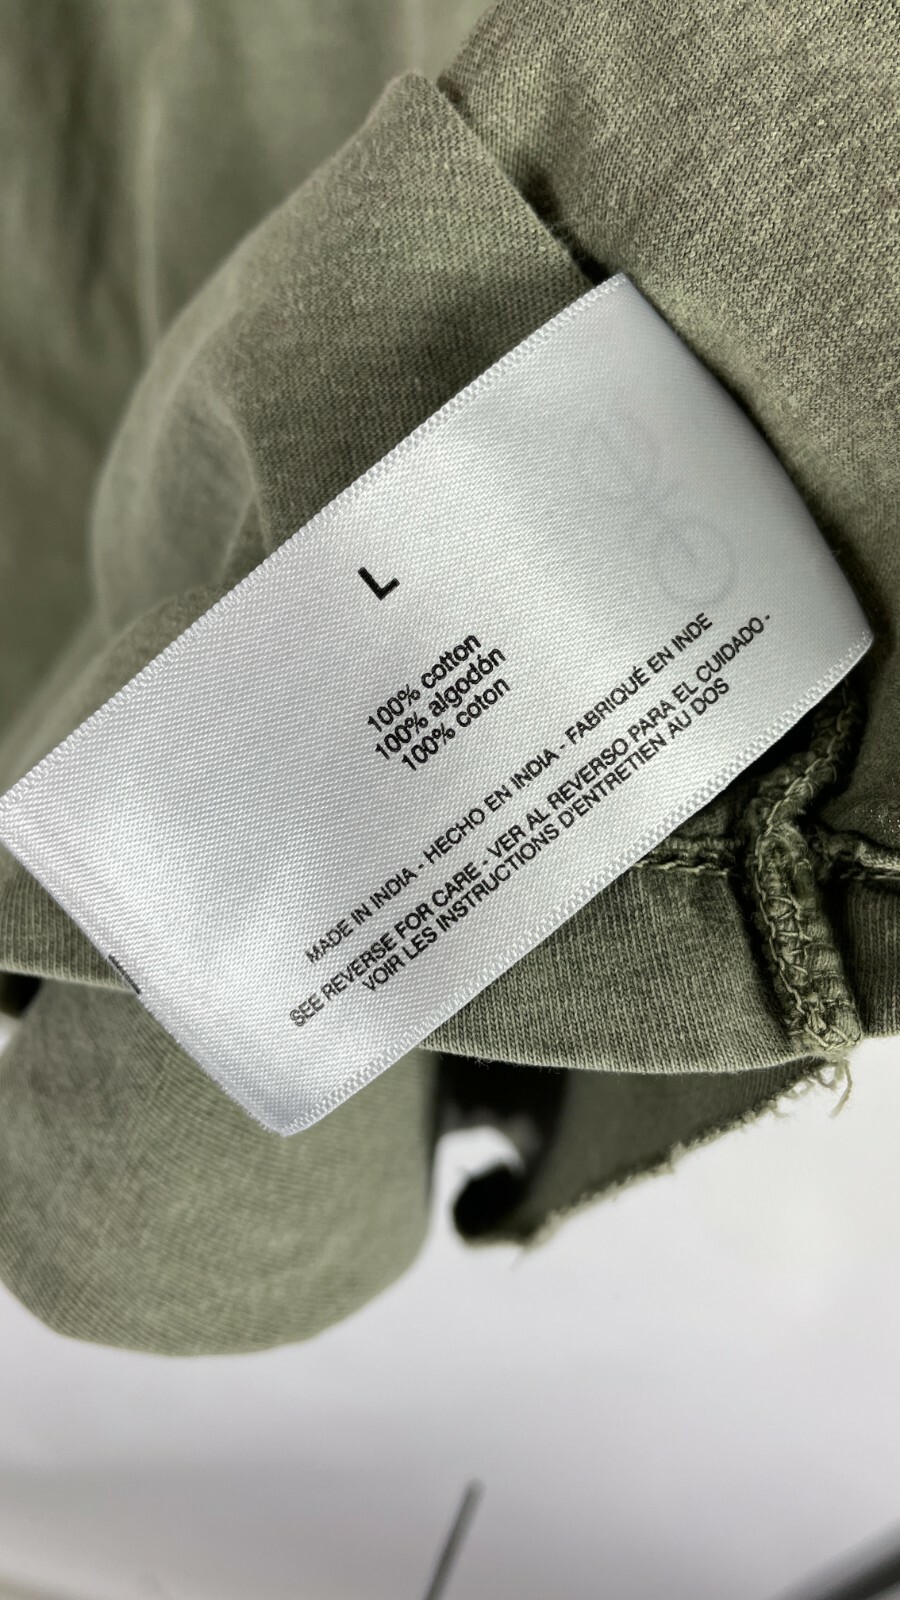 L
100% cotton
100% algodón
100% coton
MADE IN INDIA - HECHO EN INDIA - FABRIQUÉ EN INDE
SEE REVERSE FOR CARE - VER AL REVERSO PARA EL CUIDADO -
VOIR LES INSTRUCTIONS D'ENTRETIEN AU DOS